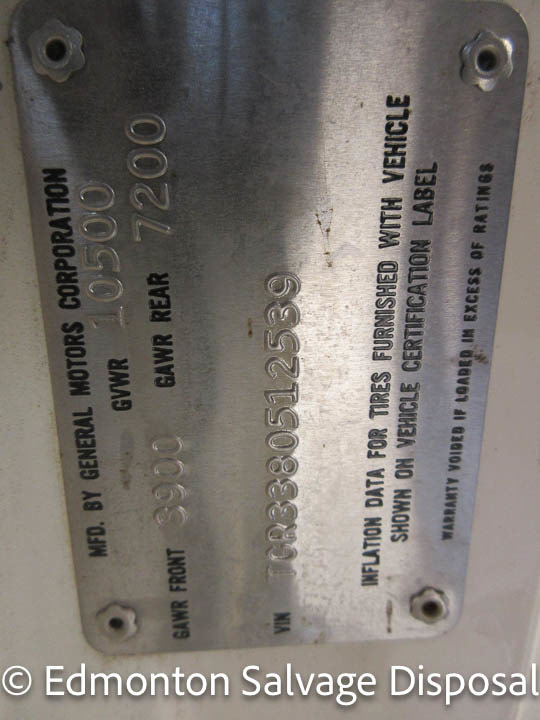 MFD. BY GENERAL MOTORS CORPORATION
GVWR 10500
GAWR FRONT 3900 GAWR REAR 7200
VIN TGR3380512539
INFLATION DATA FOR TIRES FURNISHED WITH VEHICLE
SHOWN ON VEHICLE CERTIFICATION LABEL
WARRANTY VOIDED IF LOADED IN EXCESS OF RATINGS
© Edmonton Salvage Disposal